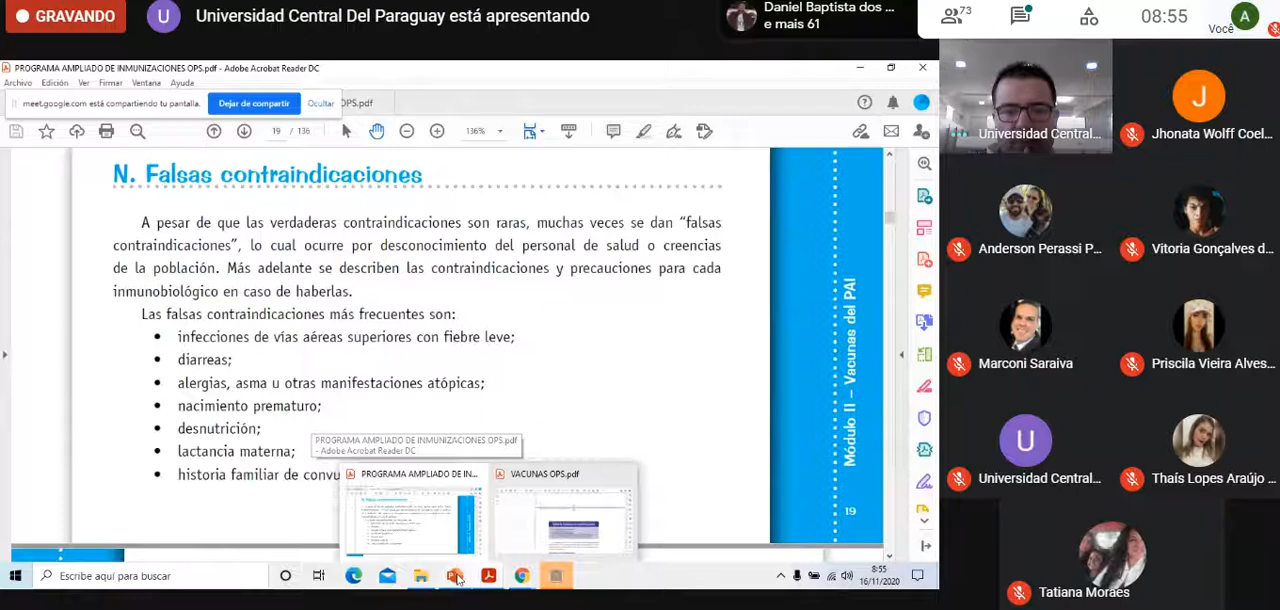 GRAVANDO
U
Universidad Central Del Paraguay está apresentando
Daniel Baptista dos ...
e mais 61
73
08:55
Você
A
PROGRAMA AMPLIADO DE INMUNIZACIONES OPS.pdf - Adobe Acrobat Reader DC
Archivo Edición Ver Firmar Ventana Ayuda
meet.google.com está compartiendo tu pantalla.
Dejar de compartir
Ocultar
OPS.pdf
19 / 136
136%
N. Falsas contraindicaciones
A pesar de que las verdaderas contraindicaciones son raras, muchas veces se dan “falsas
contraindicaciones”, lo cual ocurre por desconocimiento del personal de salud o creencias
de la población. Más adelante se describen las contraindicaciones y precauciones para cada
inmunobiológico en caso de haberlas.
Las falsas contraindicaciones más frecuentes son:
• infecciones de vías aéreas superiores con fiebre leve;
• diarreas;
• alergias, asma u otras manifestaciones atópicas;
• nacimiento prematuro;
• desnutrición;
• lactancia materna;
• historia familiar de convu
PROGRAMA AMPLIADO DE INMUNIZACIONES OPS.pdf
- Adobe Acrobat Reader DC
PROGRAMA AMPLIADO DE IN...
VACUNAS OPS.pdf
Módulo II – Vacunas del PAI
19
Escribe aquí para buscar
8:55
16/11/2020
Universidad Central...
J
Jhonata Wolff Coel...
Anderson Perassi P...
Vitoria Gonçalves d...
Marconi Saraiva
Priscila Vieira Alves...
U
Universidad Central...
Thaís Lopes Araújo ...
Tatiana Moraes